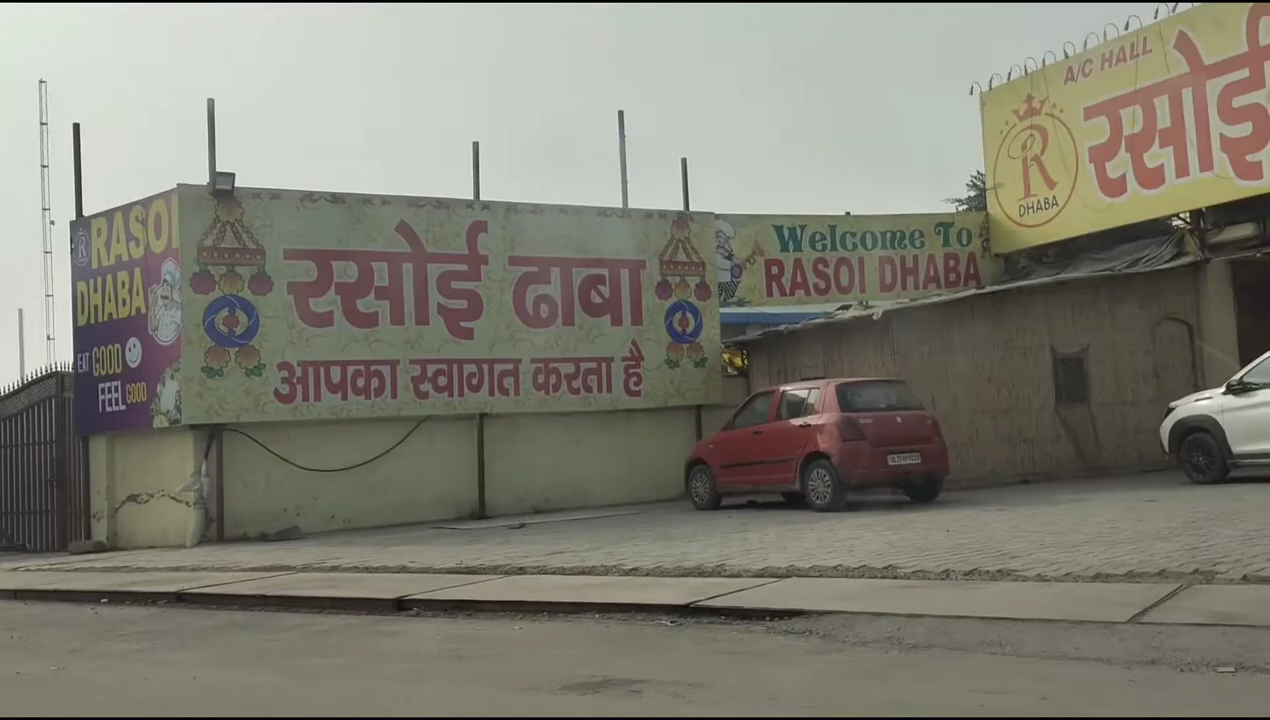 RASOI
DHABA
EAT GOOD
FEEL GOOD
रसोई ढाबा
आपका स्वागत करता है
Welcome To
RASOI DHABA
A/C HALL
R
DHABA
रसोई